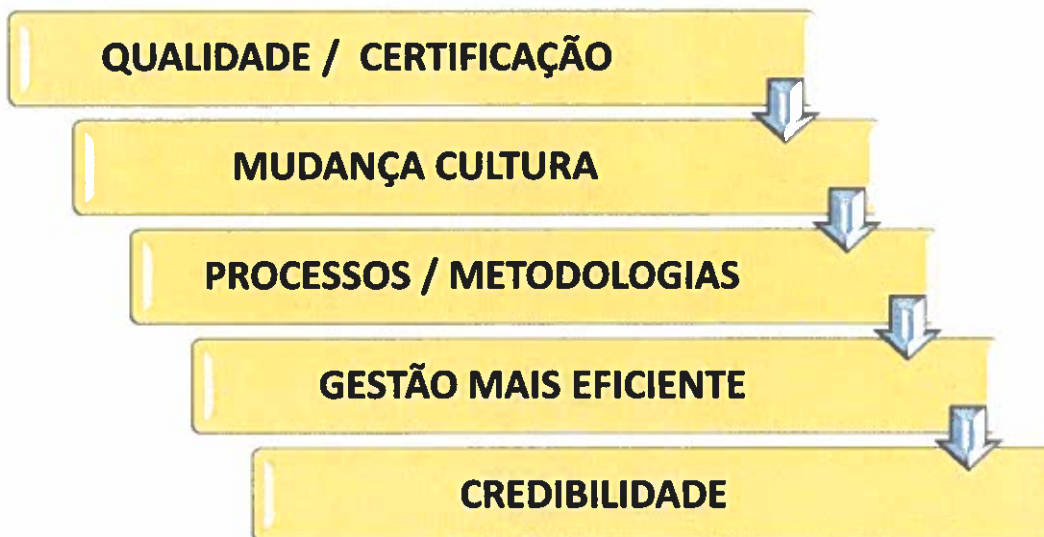 QUALIDADE / CERTIFICAÇÃO
MUDANÇA CULTURA
PROCESSOS / METODOLOGIAS
GESTÃO MAIS EFICIENTE
CREDIBILIDADE